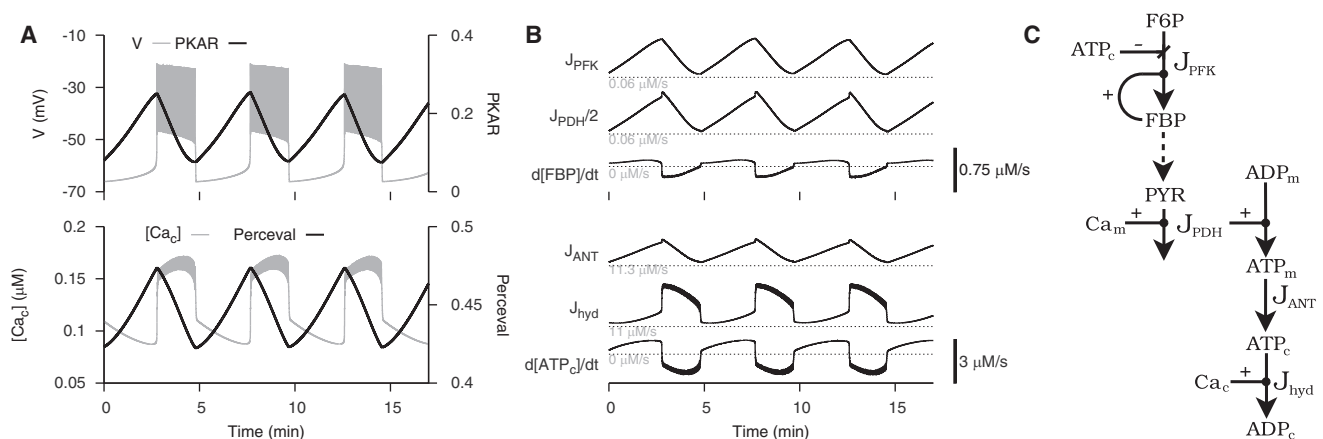 A
V PKAR
-10
-30
-50
-70
V (mV)
0.4
0.2
0
PKAR
[Ca_c] Perceval
0.2
0.15
0.1
0.05
[Ca_c] (μM)
0.5
0.45
0.4
Perceval
0 5 10 15
Time (min)
B
J_PFK
0.06 μM/s
J_PDH/2
0.06 μM/s
d[FBP]/dt
0 μM/s
0.75 μM/s
J_ANT
11.3 μM/s
J_hyd
11 μM/s
d[ATP_c]/dt
0 μM/s
3 μM/s
0 5 10 15
Time (min)
C
F6P
ATP_c –
J_PFK
+
FBP
PYR
ADP_m
Ca_m + J_PDH +
ATP_m
J_ANT
ATP_c
Ca_c + J_hyd
ADP_c